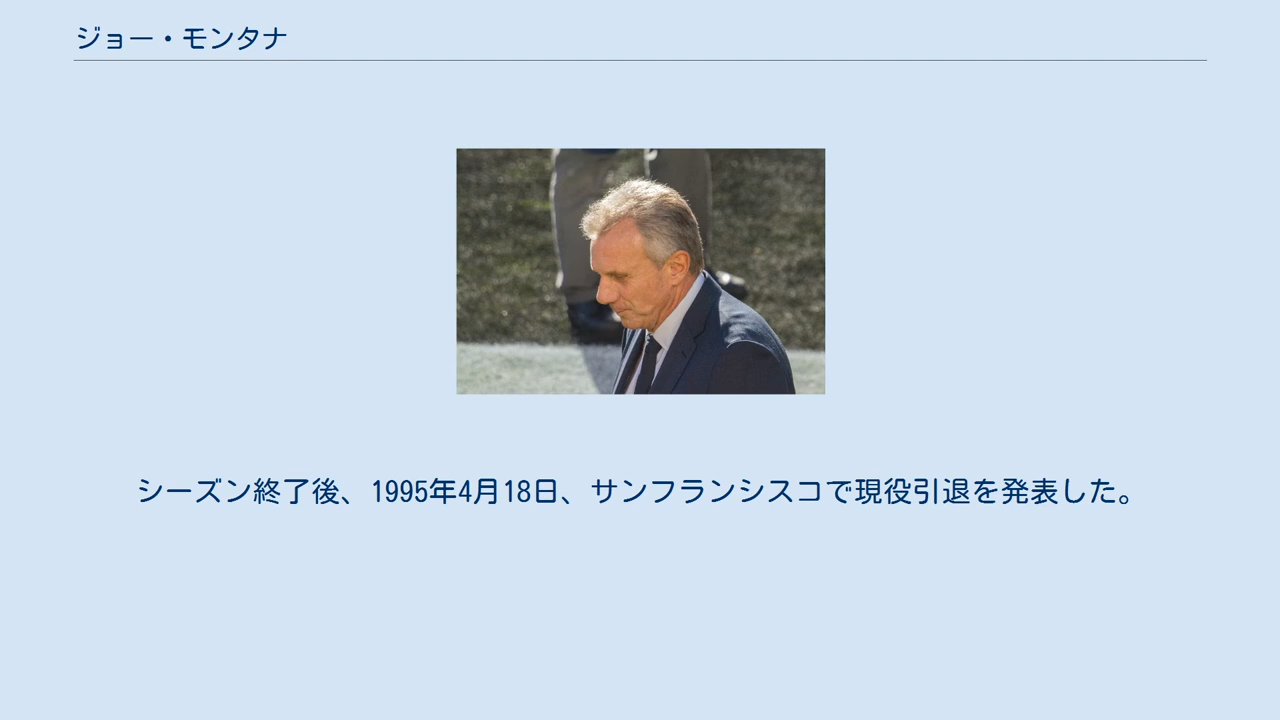 ジョー・モンタナ
シーズン終了後、1995年4月18日、サンフランシスコで現役引退を発表した。